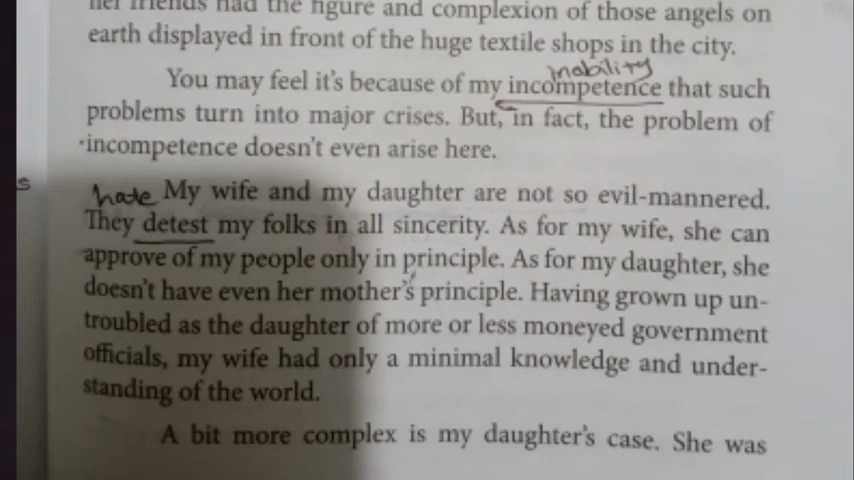 her friends had the figure and complexion of those angels on
earth displayed in front of the huge textile shops in the city.
inability
You may feel it's because of my incompetence that such
problems turn into major crises. But, in fact, the problem of
incompetence doesn't even arise here.
hate My wife and my daughter are not so evil-mannered.
They detest my folks in all sincerity. As for my wife, she can
approve of my people only in principle. As for my daughter, she
doesn't have even her mother's principle. Having grown up un-
troubled as the daughter of more or less moneyed government
officials, my wife had only a minimal knowledge and under-
standing of the world.
A bit more complex is my daughter's case. She was